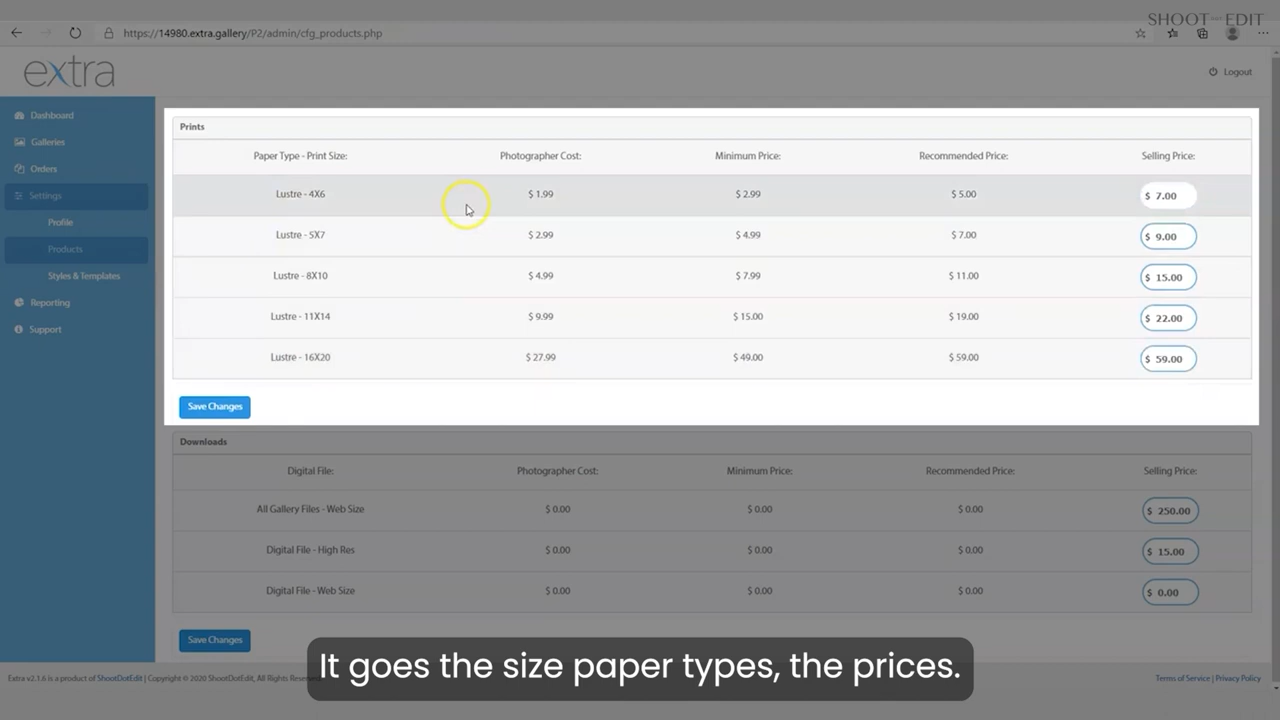 SHOOT DOT EDIT
https://14980.extra.gallery/P2/admin/cfg_products.php
extra
Logout
Dashboard
Galleries
Orders
Settings
Profile
Products
Styles & Templates
Reporting
Support
Prints
Paper Type - Print Size: Photographer Cost: Minimum Price: Recommended Price: Selling Price:
Lustre - 4X6 $ 1.99 $ 2.99 $ 5.00 $ 7.00
Lustre - 5X7 $ 2.99 $ 4.99 $ 7.00 $ 9.00
Lustre - 8X10 $ 4.99 $ 7.99 $ 11.00 $ 15.00
Lustre - 11X14 $ 9.99 $ 15.00 $ 19.00 $ 22.00
Lustre - 16X20 $ 27.99 $ 49.00 $ 59.00 $ 59.00
Save Changes
Downloads
Digital File: Photographer Cost: Minimum Price: Recommended Price: Selling Price:
All Gallery Files - Web Size $ 0.00 $ 0.00 $ 0.00 $ 250.00
Digital File - High Res $ 0.00 $ 0.00 $ 0.00 $ 15.00
Digital File - Web Size $ 0.00 $ 0.00 $ 0.00 $ 0.00
Save Changes
It goes the size paper types, the prices.
Extra v2.1.6 is a product of ShootDotEdit | Copyright © 2020 ShootDotEdit, All Rights Terms of Service | Privacy Policy